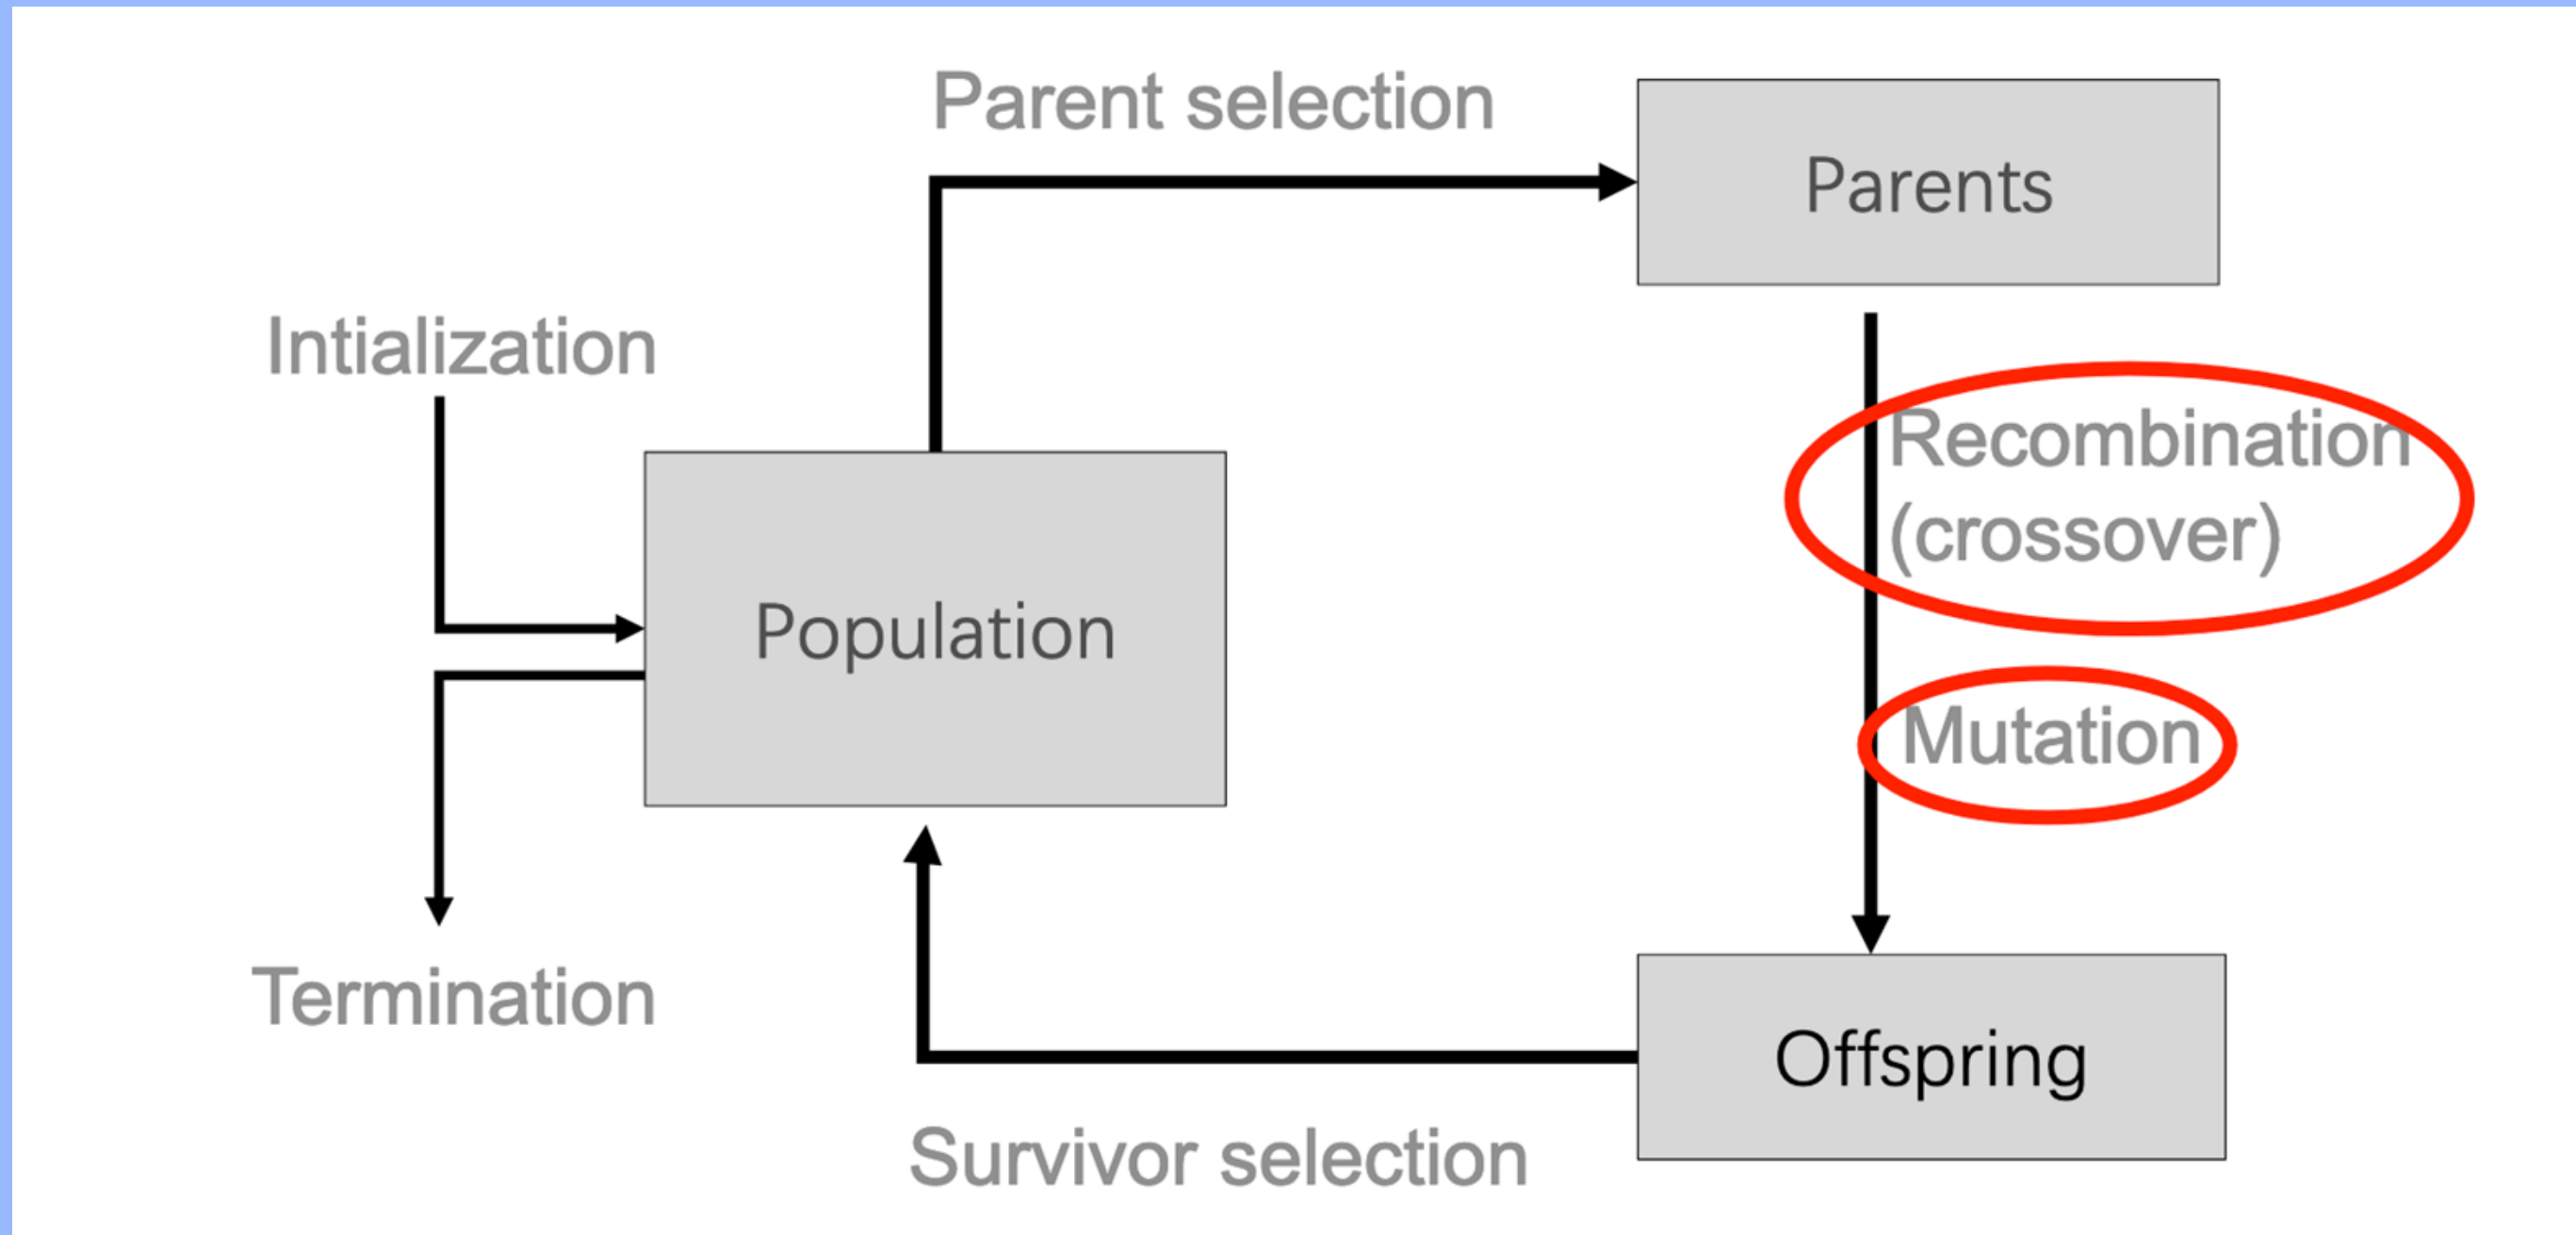 Parent selection
Parents
Intialization
Recombination
(crossover)
Population
Mutation
Termination
Offspring
Survivor selection